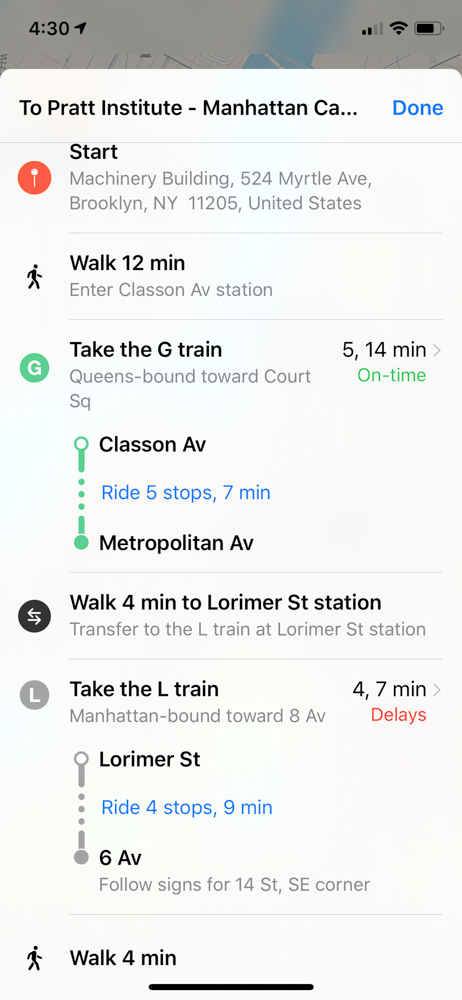 4:30
To Pratt Institute - Manhattan Ca...
Done
Start
Machinery Building, 524 Myrtle Ave,
Brooklyn, NY 11205, United States
Walk 12 min
Enter Classon Av station
G
Take the G train
5, 14 min
Queens-bound toward Court
Sq
On-time
Classon Av
Ride 5 stops, 7 min
Metropolitan Av
Walk 4 min to Lorimer St station
Transfer to the L train at Lorimer St station
L
Take the L train
4, 7 min
Manhattan-bound toward 8 Av
Delays
Lorimer St
Ride 4 stops, 9 min
6 Av
Follow signs for 14 St, SE corner
Walk 4 min